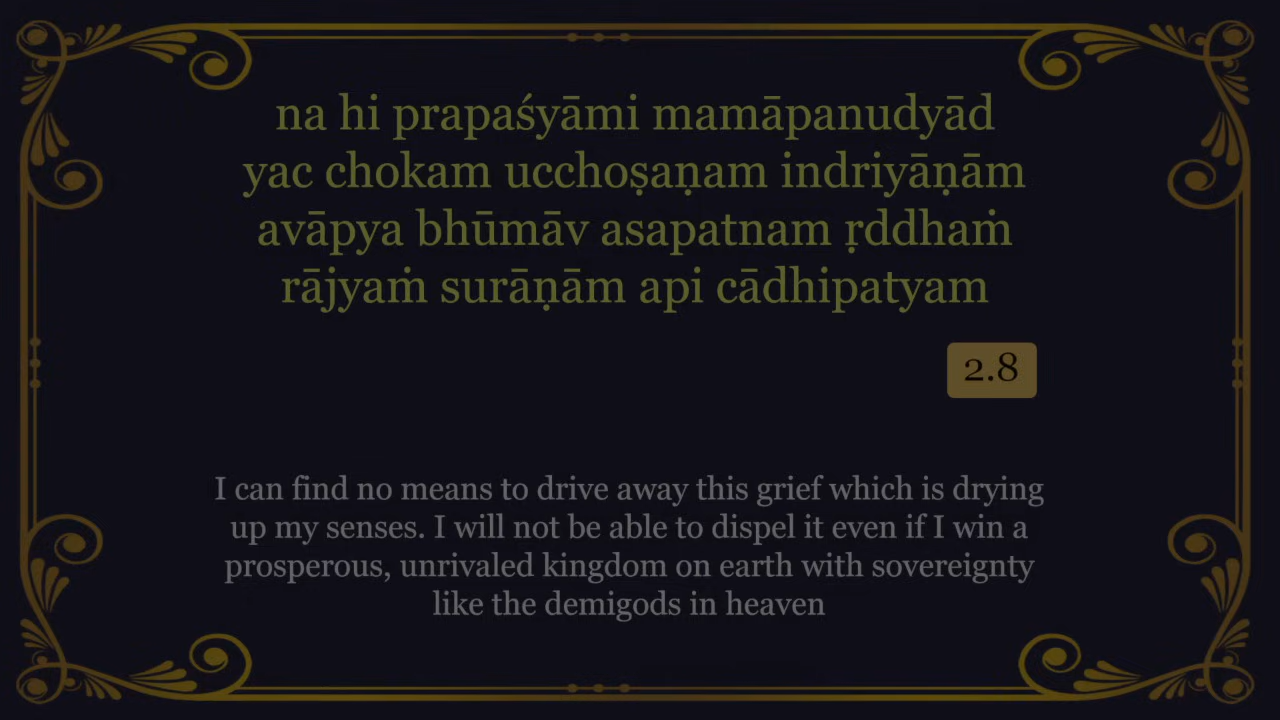 na hi prapaśyāmi mamāpanudyād
yac chokam ucchoṣaṇam indriyāṇām
avāpya bhūmāv asapatnam ṛddhaṁ
rājyaṁ surāṇām api cādhipatyam
2.8
I can find no means to drive away this grief which is drying
up my senses. I will not be able to dispel it even if I win a
prosperous, unrivaled kingdom on earth with sovereignty
like the demigods in heaven